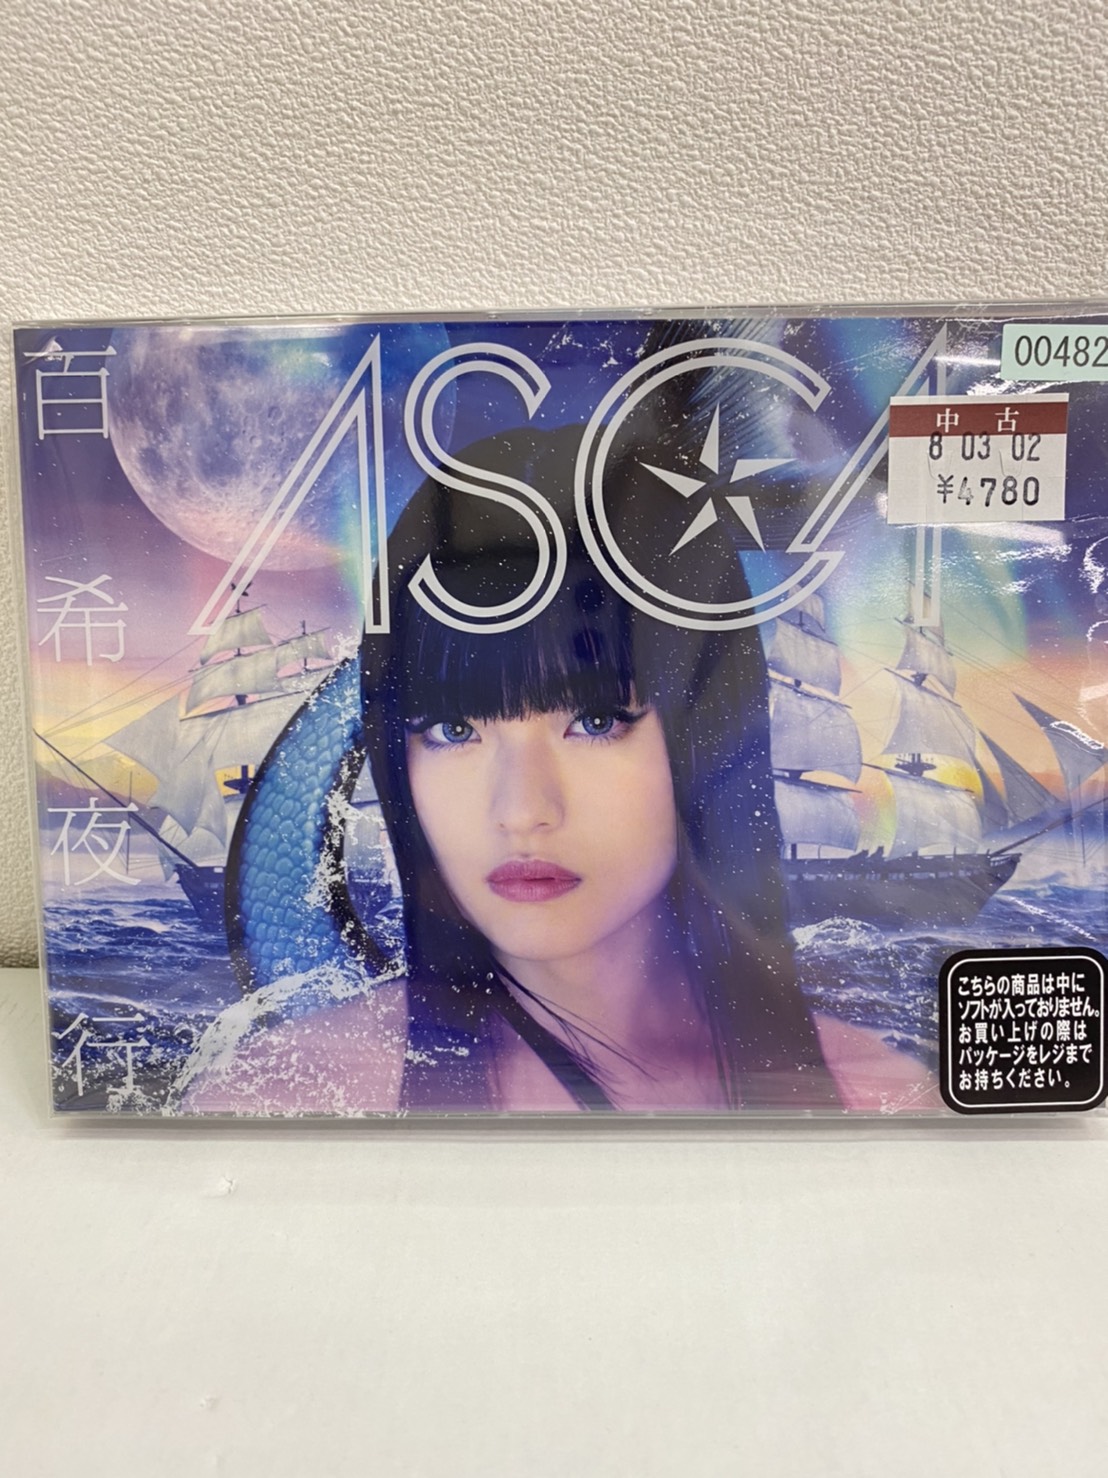 百希夜行
ASCA
00482
中古
8 03 02
¥4780
こちらの商品は中に
ソフトが入っておりません。
お買い上げの際は
パッケージをレジまで
お持ちください。